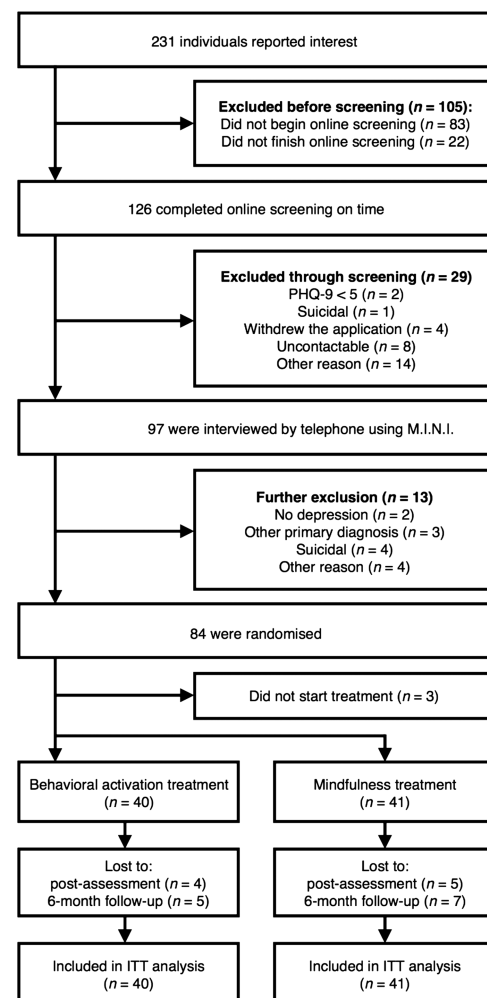 231 individuals reported interest
Excluded before screening (n = 105):
Did not begin online screening (n = 83)
Did not finish online screening (n = 22)
126 completed online screening on time
Excluded through screening (n = 29)
PHQ-9 < 5 (n = 2)
Suicidal (n = 1)
Withdrew the application (n = 4)
Uncontactable (n = 8)
Other reason (n = 14)
97 were interviewed by telephone using M.I.N.I.
Further exclusion (n = 13)
No depression (n = 2)
Other primary diagnosis (n = 3)
Suicidal (n = 4)
Other reason (n = 4)
84 were randomised
Did not start treatment (n = 3)
Behavioral activation treatment
(n = 40)
Mindfulness treatment
(n = 41)
Lost to:
post-assessment (n = 4)
6-month follow-up (n = 5)
Lost to:
post-assessment (n = 5)
6-month follow-up (n = 7)
Included in ITT analysis
(n = 40)
Included in ITT analysis
(n = 41)